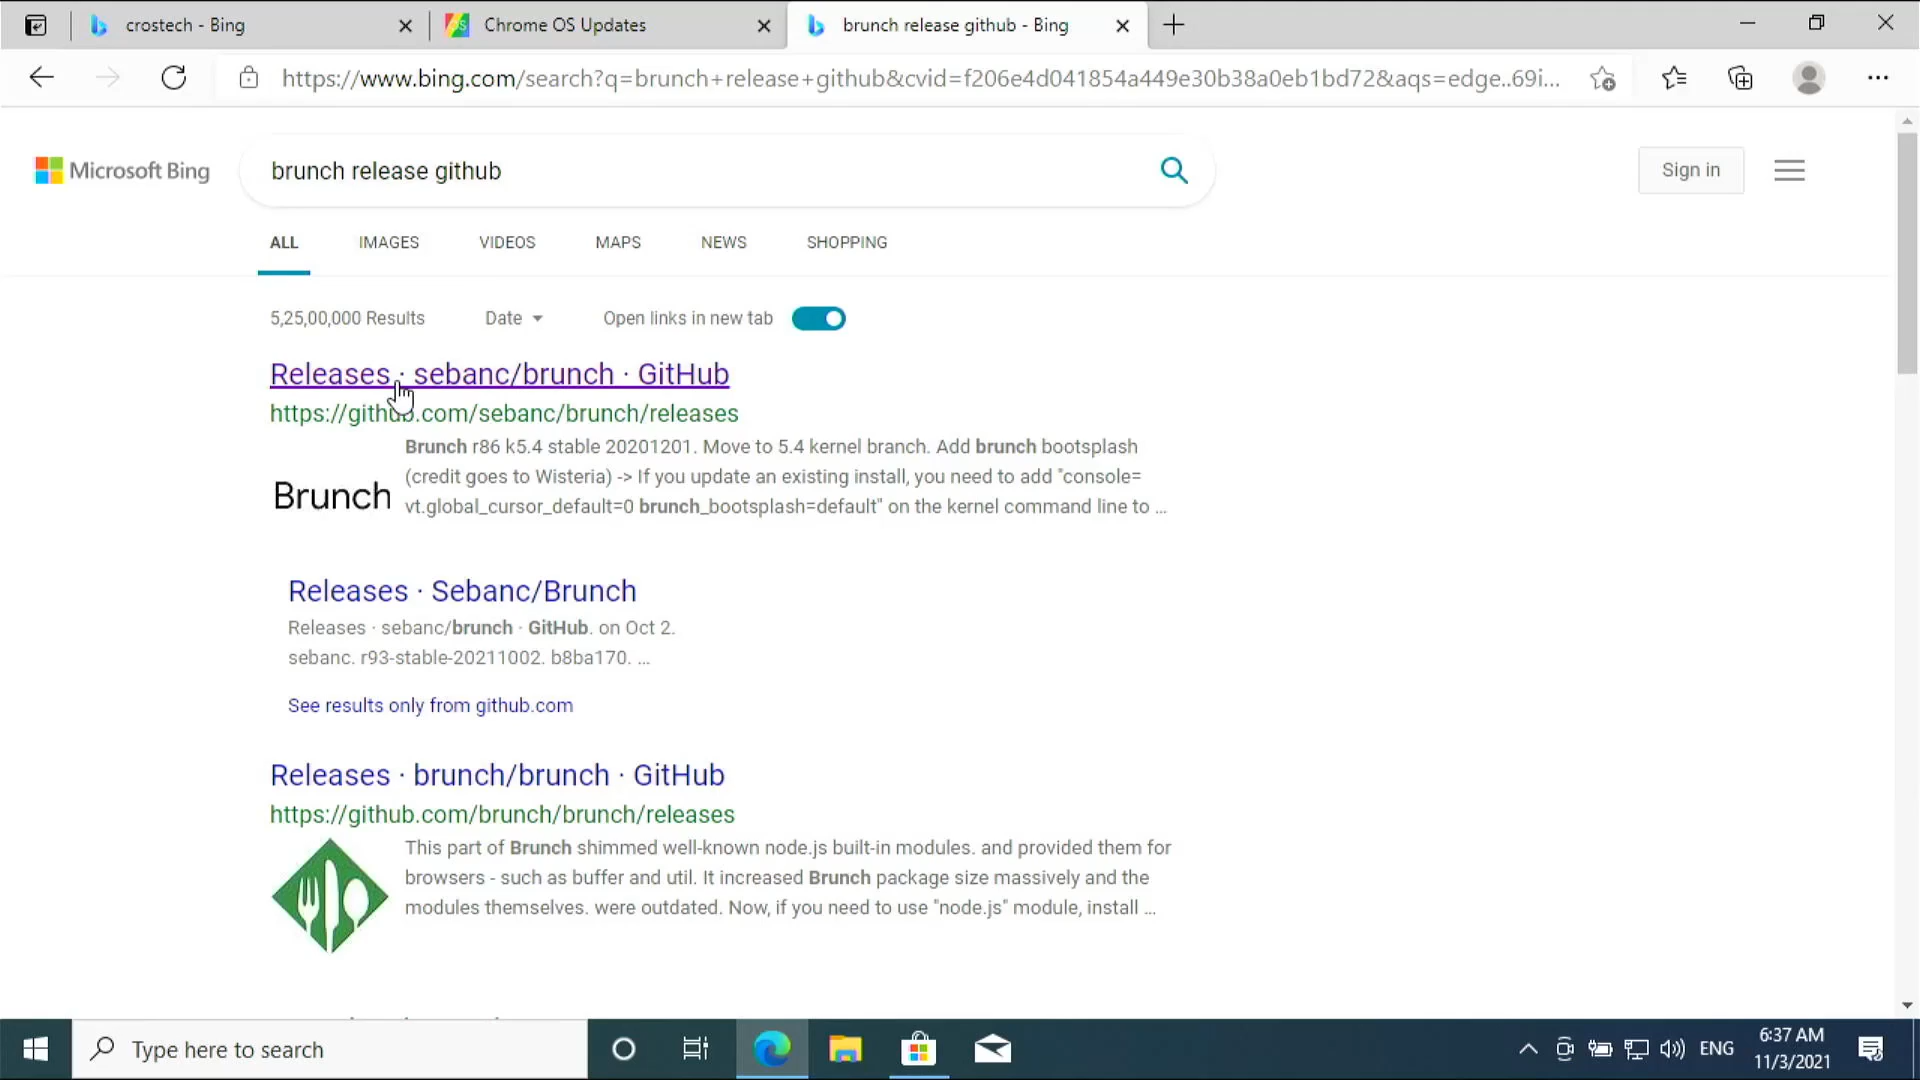 crostech - Bing
Chrome OS Updates
brunch release github - Bing
https://www.bing.com/search?q=brunch+release+github&cvid=f206e4d041854a449e30b38a0eb1bd72&aqs=edge..69i...
Microsoft Bing
brunch release github
Sign in
ALL IMAGES VIDEOS MAPS NEWS SHOPPING
5,25,00,000 Results Date Open links in new tab
Releases · sebanc/brunch · GitHub
https://github.com/sebanc/brunch/releases
Brunch
Brunch r86 k5.4 stable 20201201. Move to 5.4 kernel branch. Add brunch bootsplash
(credit goes to Wisteria) -> If you update an existing install, you need to add "console=
vt.global_cursor_default=0 brunch_bootsplash=default" on the kernel command line to ...
Releases · Sebanc/Brunch
Releases · sebanc/brunch · GitHub. on Oct 2.
sebanc. r93-stable-20211002. b8ba170. ...
See results only from github.com
Releases · brunch/brunch · GitHub
https://github.com/brunch/brunch/releases
This part of Brunch shimmed well-known node.js built-in modules. and provided them for
browsers - such as buffer and util. It increased Brunch package size massively and the
modules themselves. were outdated. Now, if you need to use "node.js" module, install ...
Type here to search
ENG
6:37 AM
11/3/2021